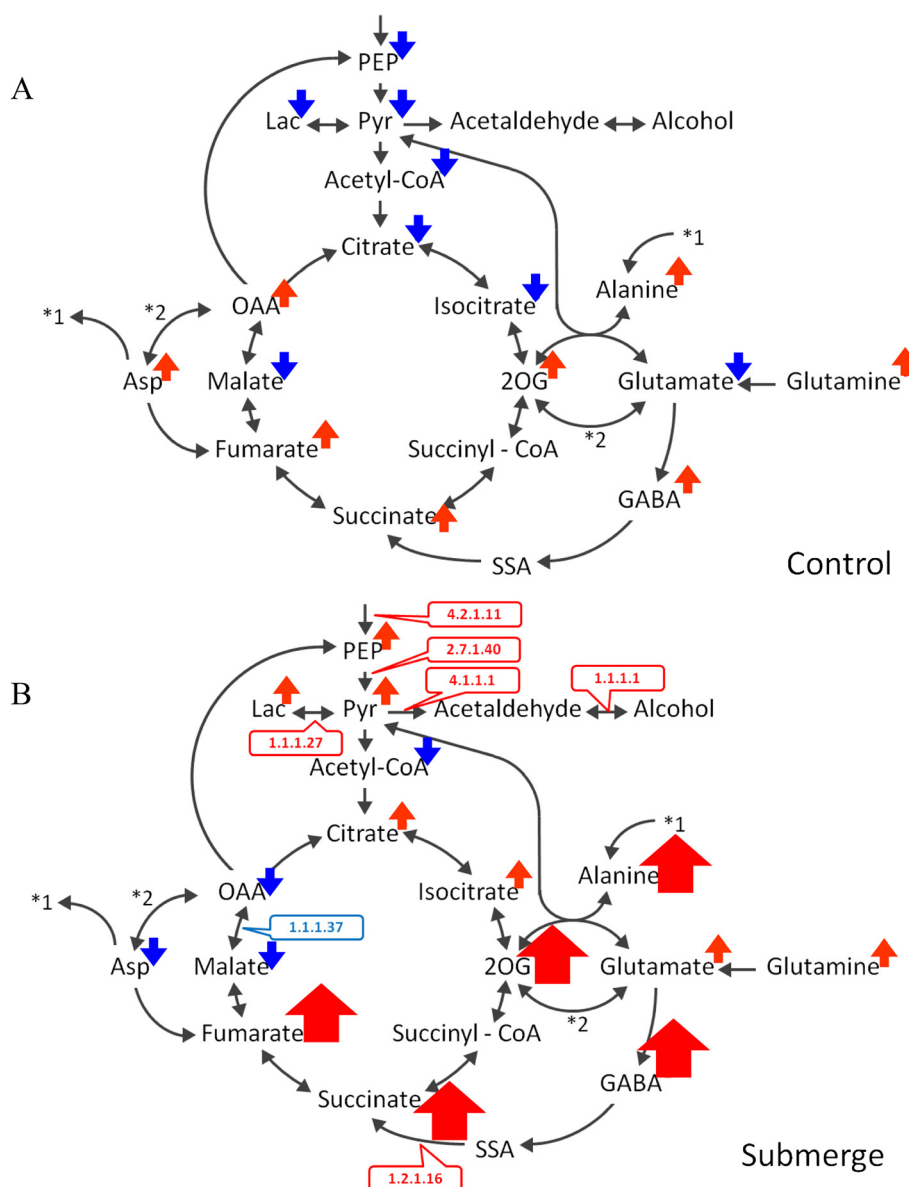 A
PEP
Lac
Pyr
Acetaldehyde
Alcohol
Acetyl-CoA
Citrate
*1
Isocitrate
Alanine
OAA
*1
*2
Asp
Malate
2OG
Glutamate
Glutamine
*2
Fumarate
Succinyl - CoA
Succinate
GABA
SSA
Control
B
4.2.1.11
PEP
2.7.1.40
4.1.1.1
1.1.1.1
Lac
Pyr
Acetaldehyde
Alcohol
1.1.1.27
Acetyl-CoA
Citrate
*1
Isocitrate
Alanine
OAA
*1
*2
1.1.1.37
Asp
Malate
2OG
Glutamate
Glutamine
*2
Fumarate
Succinyl - CoA
Succinate
GABA
SSA
1.2.1.16
Submerge